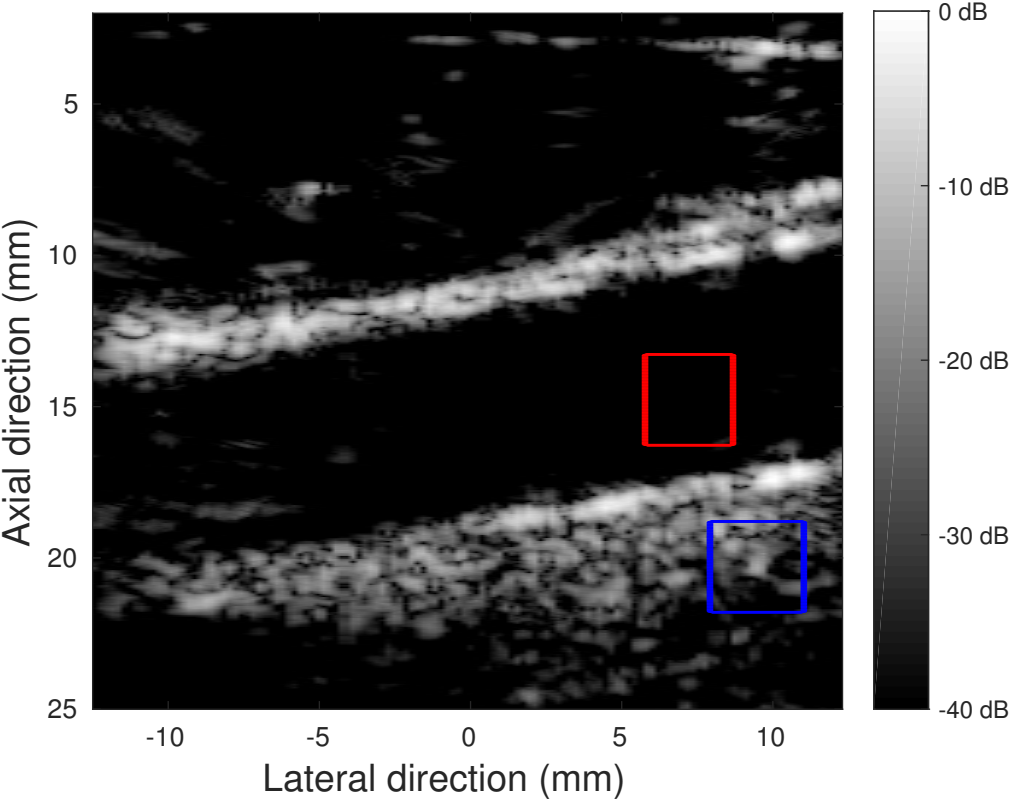 0 dB
-10 dB
-20 dB
-30 dB
-40 dB
5
10
15
20
25
Axial direction (mm)
-10
-5
0
5
10
Lateral direction (mm)